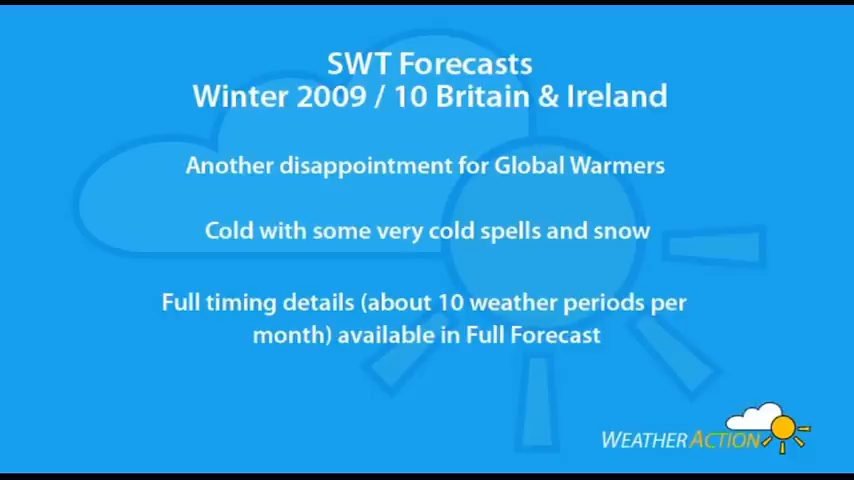 SWT Forecasts
Winter 2009 / 10 Britain & Ireland
Another disappointment for Global Warmers
Cold with some very cold spells and snow
Full timing details (about 10 weather periods per
month) available in Full Forecast
WEATHERACTION